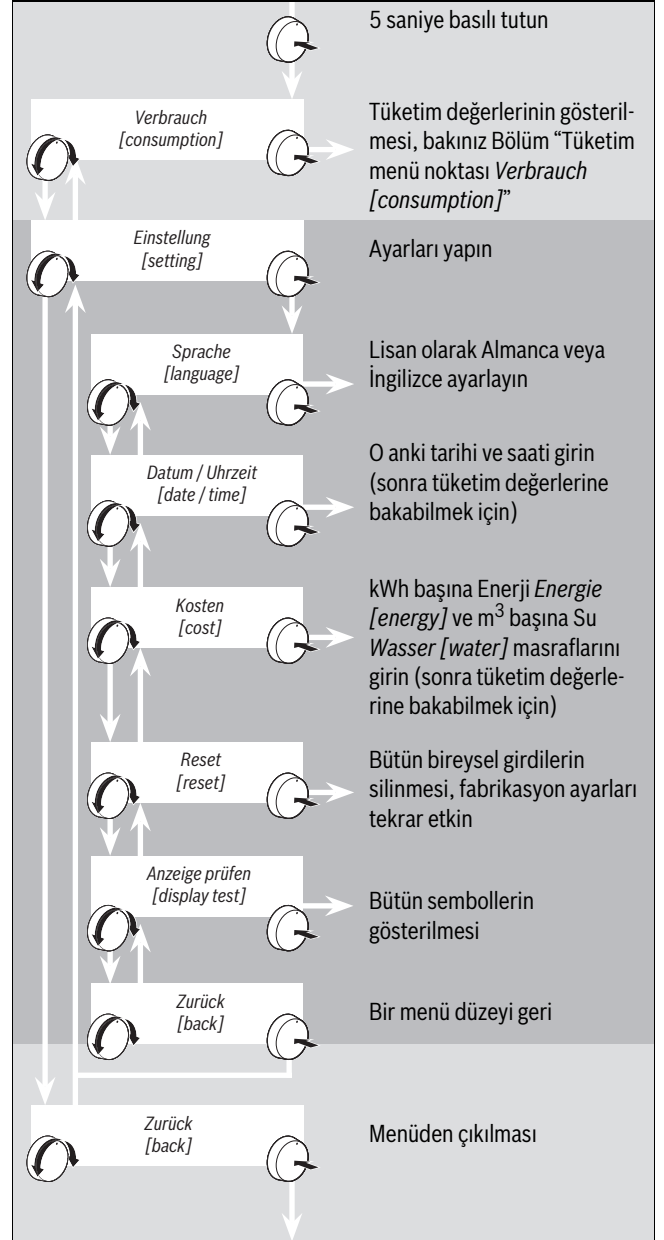 5 saniye basılı tutun
Verbrauch
[consumption]
Tüketim değerlerinin gösteril-
mesi, bakınız Bölüm “Tüketim
menü noktası Verbrauch
[consumption]”
Einstellung
[setting]
Ayarları yapın
Sprache
[language]
Lisan olarak Almanca veya
İngilizce ayarlayın
Datum / Uhrzeit
[date / time]
O anki tarihi ve saati girin
(sonra tüketim değerlerine
bakabilmek için)
Kosten
[cost]
kWh başına Enerji Energie
[energy] ve m³ başına Su
Wasser [water] masraflarını
girin (sonra tüketim değerle-
rine bakabilmek için)
Reset
[reset]
Bütün bireysel girdilerin
silinmesi, fabrikasyon ayarları
tekrar etkin
Anzeige prüfen
[display test]
Bütün sembollerin
gösterilmesi
Zurück
[back]
Bir menü düzeyi geri
Zurück
[back]
Menüden çıkılması